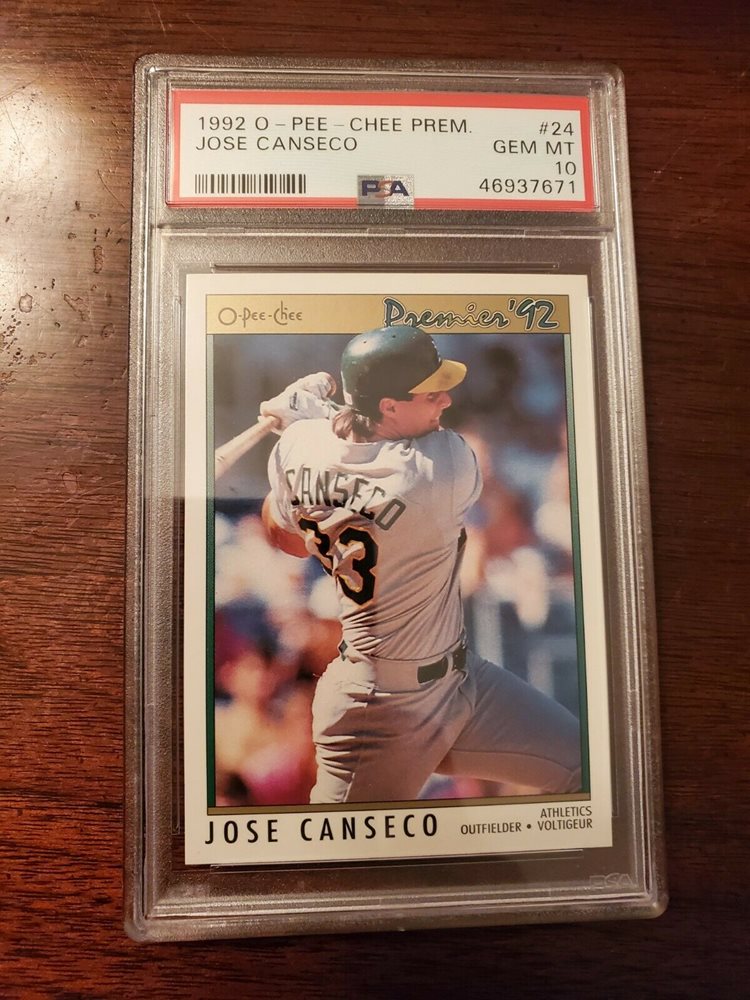 1992 O-PEE-CHEE PREM. #24
JOSE CANSECO GEM MT
10
PSA 46937671
O-Pee-Chee Premier '92
CANSECO
33
JOSE CANSECO
ATHLETICS
OUTFIELDER • VOLTIGEUR
PSA